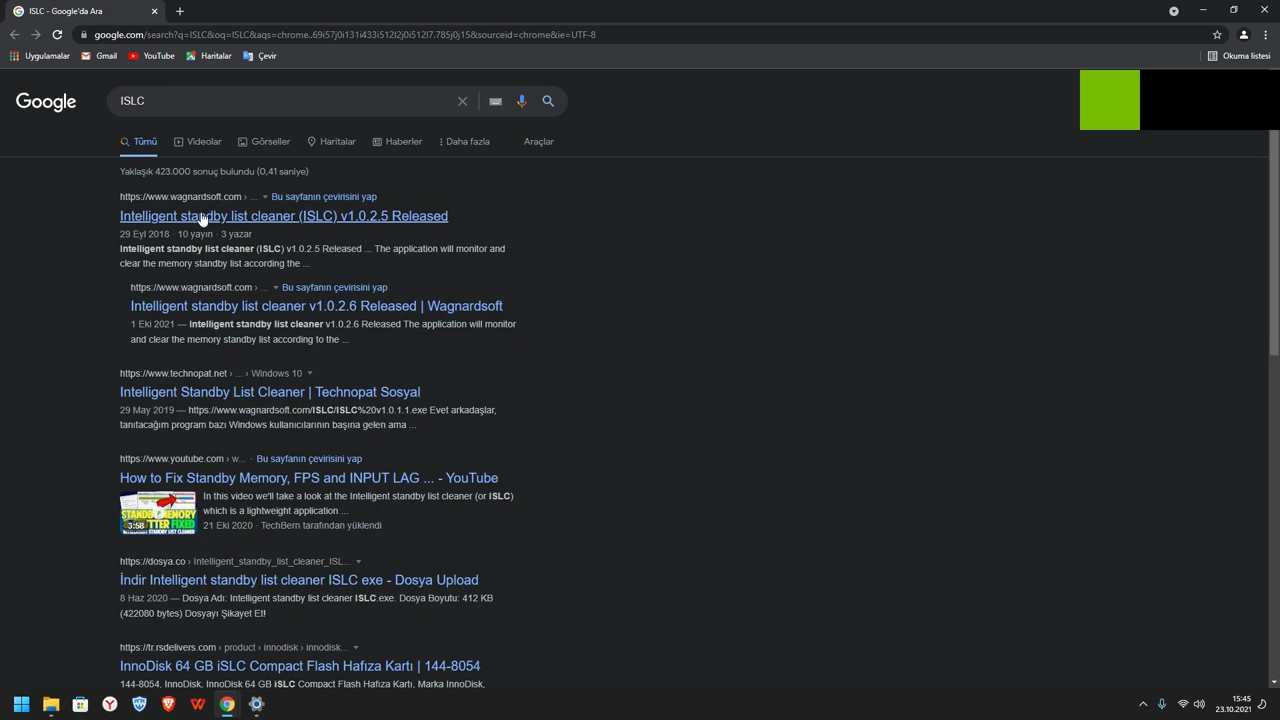 ISLC - Google'da Ara
google.com/search?q=ISLC&oq=ISLC&aqs=chrome..69i57j0i131i433i512l2j0i512l7.785j0j15&sourceid=chrome&ie=UTF-8
Uygulamalar Gmail YouTube Haritalar Çevir Okuma listesi
Google ISLC
Tümü Videolar Görseller Haritalar Haberler Daha fazla Araçlar
Yaklaşık 423.000 sonuç bulundu (0,41 saniye)
https://www.wagnardsoft.com › ... Bu sayfanın çevirisini yap
Intelligent standby list cleaner (ISLC) v1.0.2.5 Released
29 Eyl 2018 · 10 yayın · 3 yazar
Intelligent standby list cleaner (ISLC) v1.0.2.5 Released ... The application will monitor and
clear the memory standby list according the ...
https://www.wagnardsoft.com › ... Bu sayfanın çevirisini yap
Intelligent standby list cleaner v1.0.2.6 Released | Wagnardsoft
1 Eki 2021 — Intelligent standby list cleaner v1.0.2.6 Released The application will monitor
and clear the memory standby list according to the ...
https://www.technopat.net › ... › Windows 10
Intelligent Standby List Cleaner | Technopat Sosyal
29 May 2019 — https://www.wagnardsoft.com/ISLC/ISLC%20v1.0.1.1.exe Evet arkadaşlar,
tanıtacağım program bazı Windows kullanıcılarının başına gelen ama ...
https://www.youtube.com › w... · Bu sayfanın çevirisini yap
How to Fix Standby Memory, FPS and INPUT LAG ... - YouTube
In this video we'll take a look at the Intelligent standby list cleaner (or ISLC)
which is a lightweight application ...
3:58
21 Eki 2020 · TechBern tarafından yüklendi
https://dosya.co › Intelligent_standby_list_cleaner_ISL...
İndir Intelligent standby list cleaner ISLC exe - Dosya Upload
8 Haz 2020 — Dosya Adı: Intelligent standby list cleaner ISLC.exe. Dosya Boyutu: 412 KB
(422080 bytes) Dosyayı Şikayet Et!
https://tr.rsdelivers.com › product › innodisk › innodisk...
InnoDisk 64 GB iSLC Compact Flash Hafıza Kartı | 144-8054
144-8054, InnoDisk, InnoDisk 64 GB iSLC Compact Flash Hafıza Kartı, Marka InnoDisk,
15:45
23.10.2021